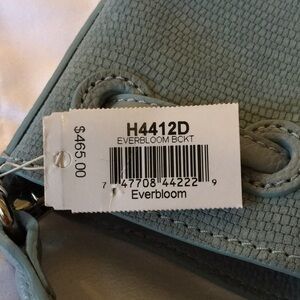 $465.00
H4412D
EVERBLOOM BCKT
7 47708 44222 9
Everbloom